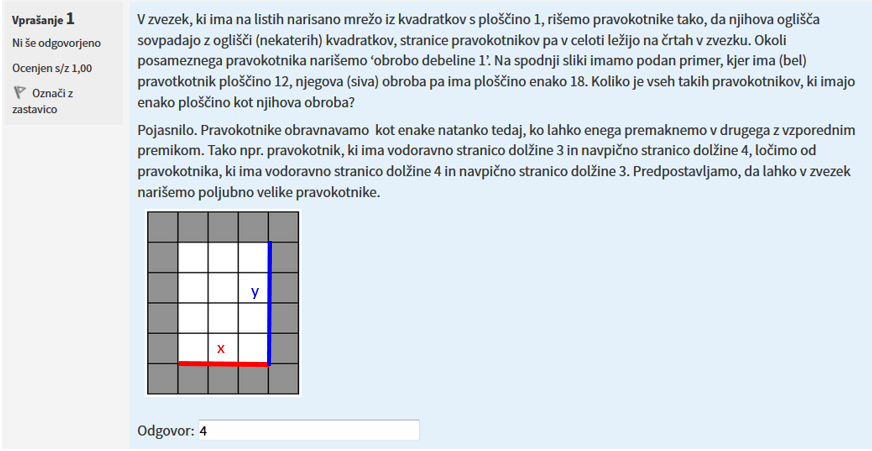 Vprašanje 1
Ni še odgovorjeno
Ocenjen s/z 1,00
Označi z
zastavico
V zvezek, ki ima na listih narisano mrežo iz kvadratkov s ploščino 1, rišemo pravokotnike tako, da njihova oglišča
sovpadajo z oglišči (nekaterih) kvadratkov, stranice pravokotnikov pa v celoti ležijo na črtah v zvezku. Okoli
posameznega pravokotnika narišemo ‘obrobo debeline 1’. Na spodnji sliki imamo podan primer, kjer ima (bel)
pravotkotnik ploščino 12, njegova (siva) obroba pa ima ploščino enako 18. Koliko je vseh takih pravokotnikov, ki imajo
enako ploščino kot njihova obroba?
Pojasnilo. Pravokotnike obravnavamo kot enake natanko tedaj, ko lahko enega premaknemo v drugega z vzporednim
premikom. Tako npr. pravokotnik, ki ima vodoravno stranico dolžine 3 in navpično stranico dolžine 4, ločimo od
pravokotnika, ki ima vodoravno stranico dolžine 4 in navpično stranico dolžine 3. Predpostavljamo, da lahko v zvezek
narišemo poljubno velike pravokotnike.
y
x
Odgovor: 4